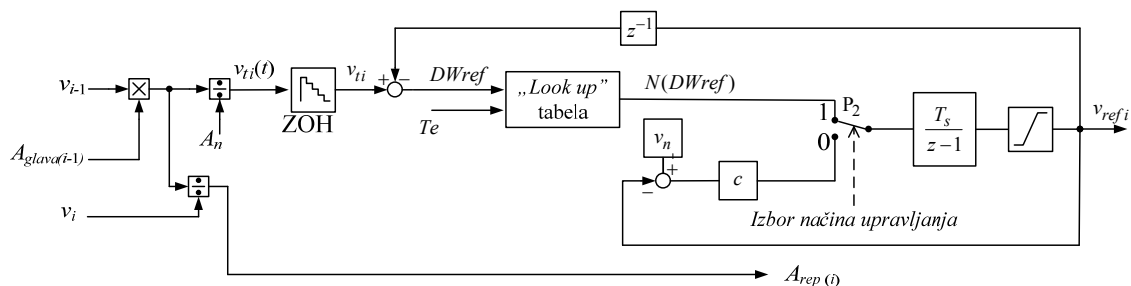 z⁻¹
v_{i-1}
v_{ti}(t)
v_{ti}
+
−
DWref
„Look up”
tabela
N(DWref)
P₂
1
0
T_s
z−1
v_{ref i}
ZOH
A_n
Te
v_n
+
−
c
A_{glava(i-1)}
v_i
Izbor načina upravljanja
A_{rep (i)}